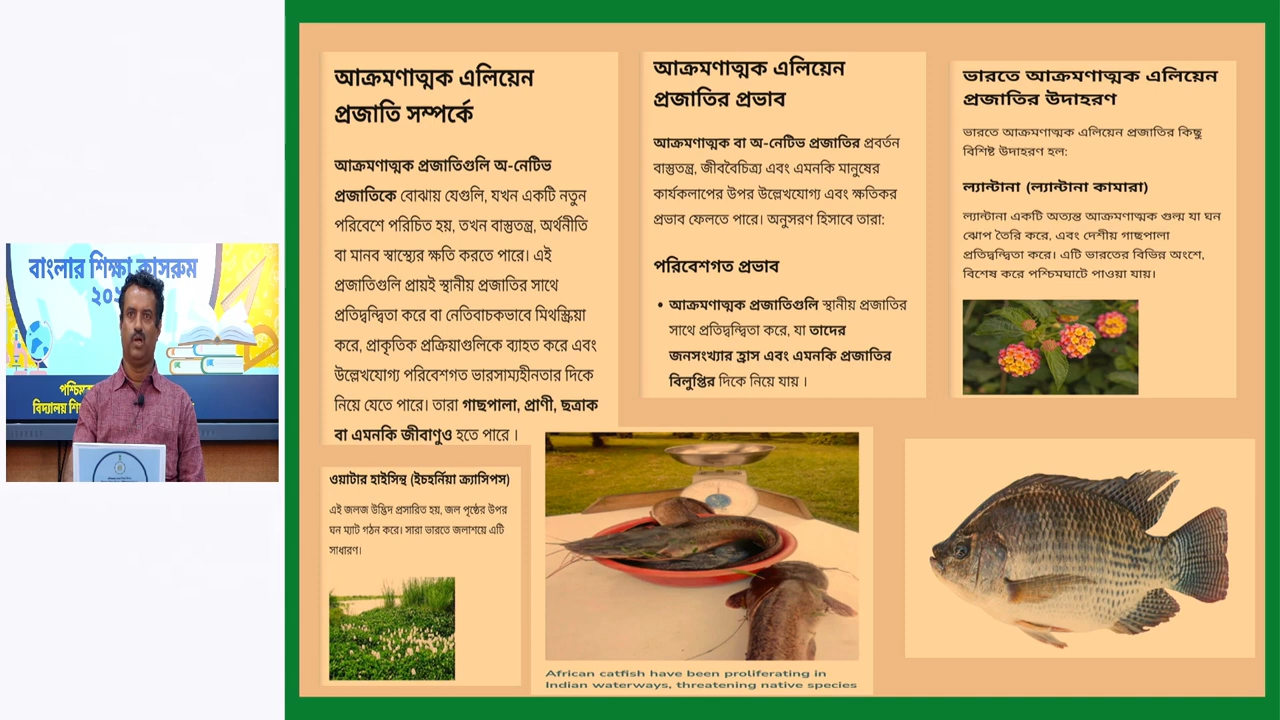 বাংলার শিক্ষা ক্লাসরুম
আক্রমণাত্মক এলিয়েন
প্রজাতি সম্পর্কে
আক্রমণাত্মক প্রজাতিগুলি অ-নেটিভ
প্রজাতিকে বোঝায় যেগুলি, যখন একটি নতুন
পরিবেশে পরিচিত হয়, তখন বাস্তুতন্ত্র, অর্থনীতি
বা মানব স্বাস্থ্যের ক্ষতি করতে পারে। এই
প্রজাতিগুলি প্রায়ই স্থানীয় প্রজাতির সাথে
প্রতিদ্বন্দ্বিতা করে বা নেতিবাচকভাবে মিথস্ক্রিয়া
করে, প্রাকৃতিক প্রক্রিয়াগুলিকে ব্যাহত করে এবং
উল্লেখযোগ্য পরিবেশগত ভারসাম্যহীনতার দিকে
নিয়ে যেতে পারে। তারা গাছপালা, প্রাণী, ছত্রাক
বা এমনকি জীবাণুও হতে পারে ।
আক্রমণাত্মক এলিয়েন
প্রজাতির প্রভাব
আক্রমণাত্মক বা অ-নেটিভ প্রজাতির প্রবর্তন
বাস্তুতন্ত্র, জীববৈচিত্র্য এবং এমনকি মানুষের
কার্যকলাপের উপর উল্লেখযোগ্য এবং ক্ষতিকর
প্রভাব ফেলতে পারে। অনুসরণ হিসাবে তারা:
পরিবেশগত প্রভাব
• আক্রমণাত্মক প্রজাতিগুলি স্থানীয় প্রজাতির
সাথে প্রতিদ্বন্দ্বিতা করে, যা তাদের
জনসংখ্যার হ্রাস এবং এমনকি প্রজাতির
বিলুপ্তির দিকে নিয়ে যায় ।
ভারতে আক্রমণাত্মক এলিয়েন
প্রজাতির উদাহরণ
ভারতে আক্রমণাত্মক এলিয়েন প্রজাতির কিছু
বিশিষ্ট উদাহরণ হল:
ল্যান্টানা (ল্যান্টানা কামারা)
ল্যান্টানা একটি অত্যন্ত আক্রমণাত্মক গুল্ম যা ঘন
ঝোপ তৈরি করে, এবং দেশীয় গাছপালা
প্রতিদ্বন্দ্বিতা করে। এটি ভারতের বিভিন্ন অংশে,
বিশেষ করে পশ্চিমঘাটে পাওয়া যায়।
ওয়াটার হাইসিন্থ (ইচহর্নিয়া ক্র্যাসিপস)
এই জলজ উদ্ভিদ প্রসারিত হয়, জল পৃষ্ঠের উপর
ঘন ম্যাট গঠন করে। সারা ভারতে জলাশয়ে এটি
সাধারণ।
African catfish have been proliferating in
Indian waterways, threatening native species